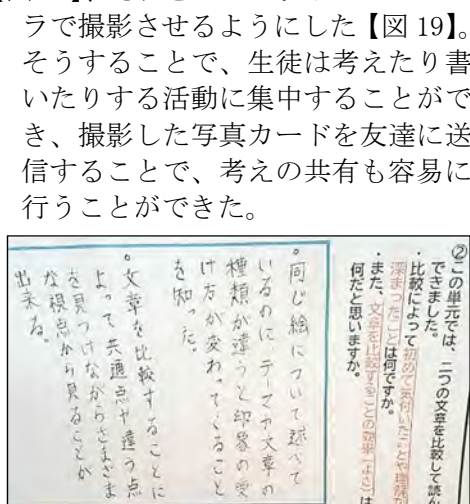 ラで撮影させるようにした【図 19】。
そうすることで、生徒は考えたり書
いたりする活動に集中することがで
き、撮影した写真カードを友達に送
信することで、考えの共有も容易に
行うことができた。
②この単元では、二つの文章を比較して読ん
できました。
・比較によって初めて気付いたことや理解が
深まったことは何ですか。
・また、文章を比較することの効果(よさ)は
何だと思いますか。
。同じ絵について述べて
いるのに、テーマや文章の
種類が違うと印象の受
け方が変わってくること
を知った。
。文章を比較することに
よって共通点や違う点
を見つけながらさまざま
な視点から見ることが
出来る。